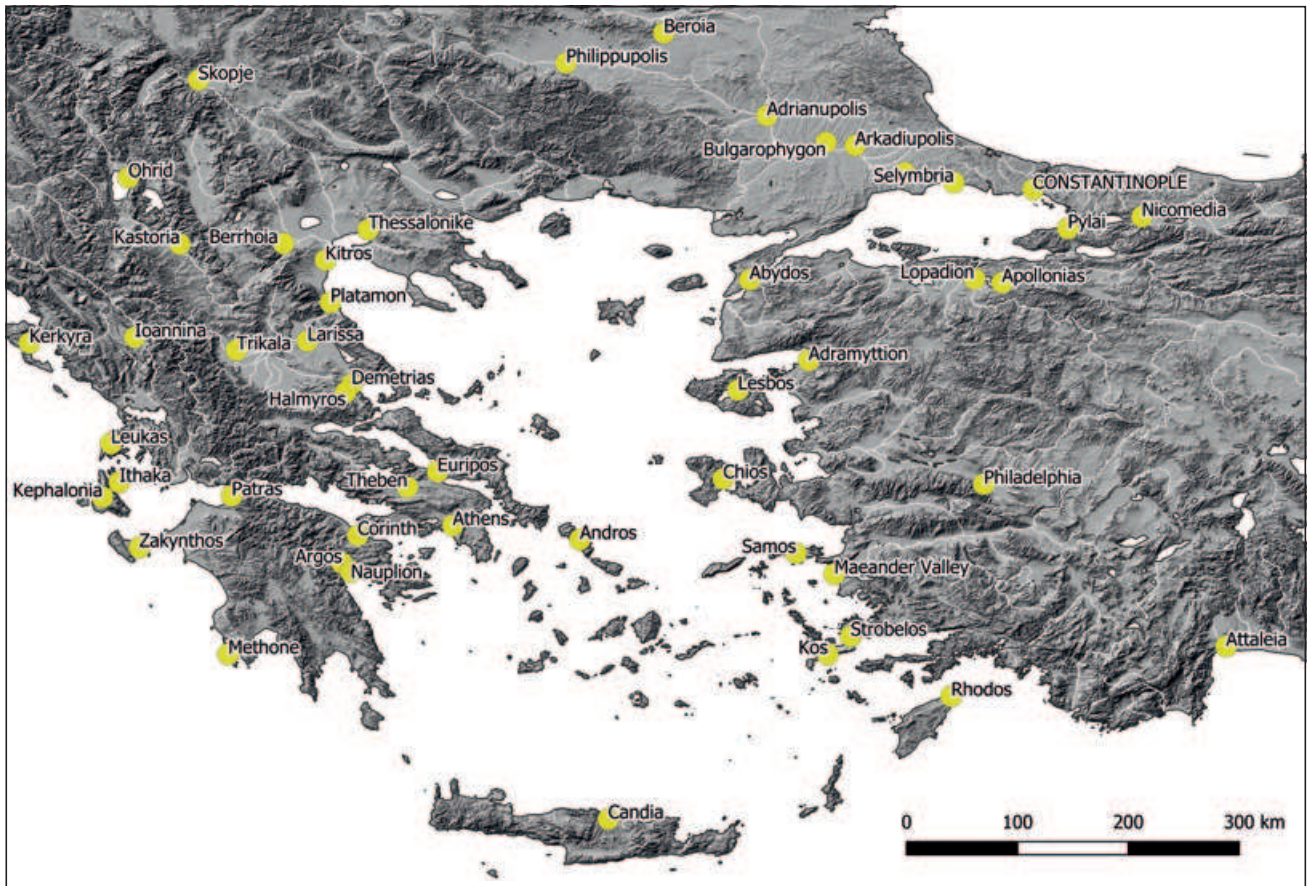 Beroia
Philippupolis
Skopje
Adrianupolis
Bulgarophygon
Arkadiupolis
Ohrid
Selymbria
CONSTANTINOPLE
Nicomedia
Thessalonike
Pylai
Kastoria
Berrhoia
Kitros
Abydos
Lopadion
Apollonias
Platamon
Kerkyra
Ioannina
Trikala
Larissa
Adramyttion
Demetrias
Lesbos
Halmyros
Leukas
Euripos
Ithaka
Theben
Chios
Philadelphia
Kephalonia
Patras
Athens
Corinth
Andros
Zakynthos
Argos
Samos
Nauplion
Maeander Valley
Strobelos
Methone
Kos
Attaleia
Rhodos
Candia
0 100 200 300 km